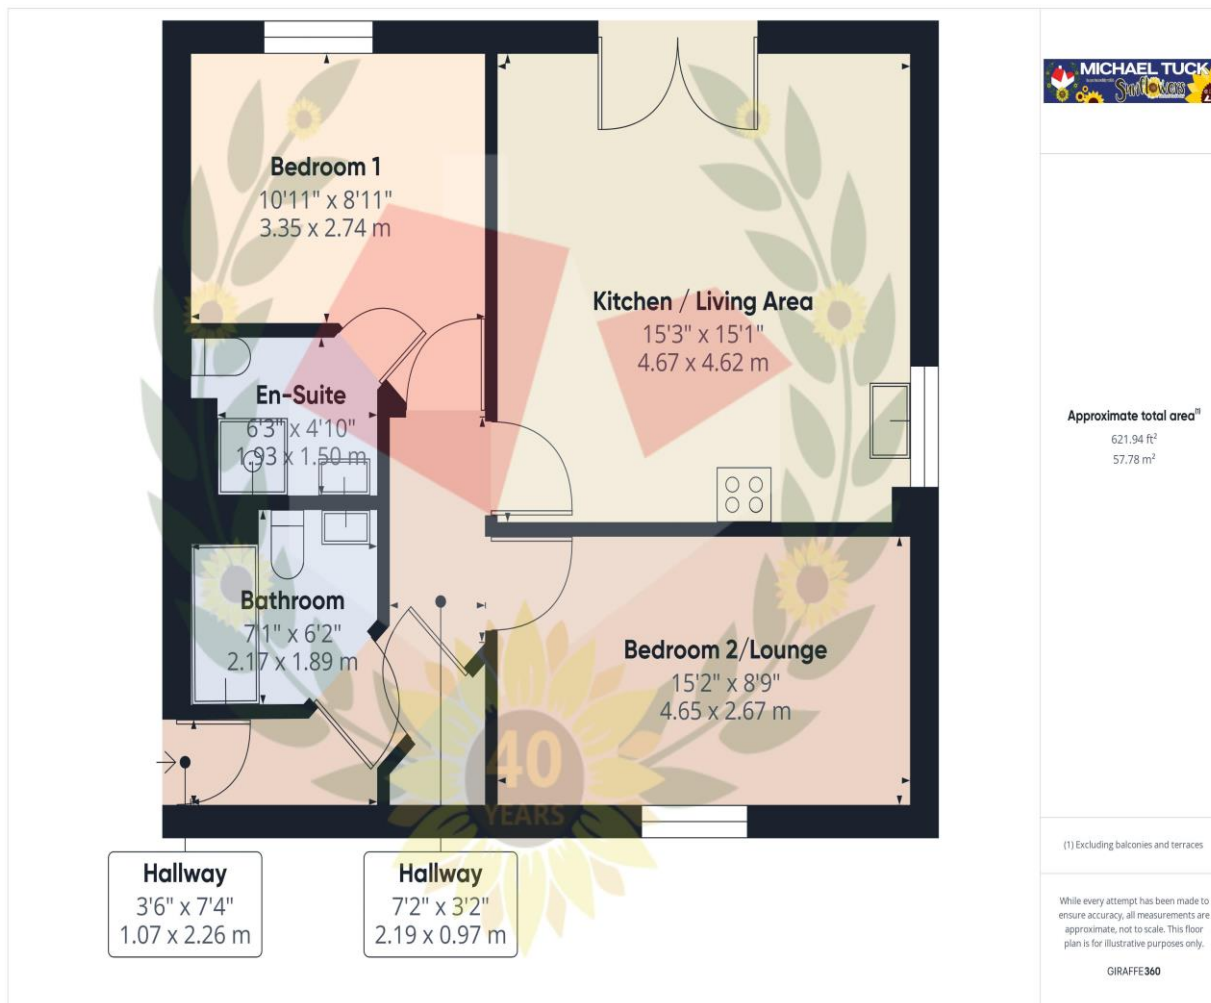 MICHAEL TUCK
Sunflowers
Bedroom 1
10'11" x 8'11"
3.35 x 2.74 m
Kitchen / Living Area
15'3" x 15'1"
4.67 x 4.62 m
En-Suite
6'3" x 4'10"
1.93 x 1.50 m
Approximate total area(1)
621.94 ft²
57.78 m²
Bathroom
7'1" x 6'2"
2.17 x 1.89 m
Bedroom 2/Lounge
15'2" x 8'9"
4.65 x 2.67 m
40
YEARS
Hallway
3'6" x 7'4"
1.07 x 2.26 m
Hallway
7'2" x 3'2"
2.19 x 0.97 m
(1) Excluding balconies and terraces
While every attempt has been made to
ensure accuracy, all measurements are
approximate, not to scale. This floor
plan is for illustrative purposes only.
GIRAFFE360